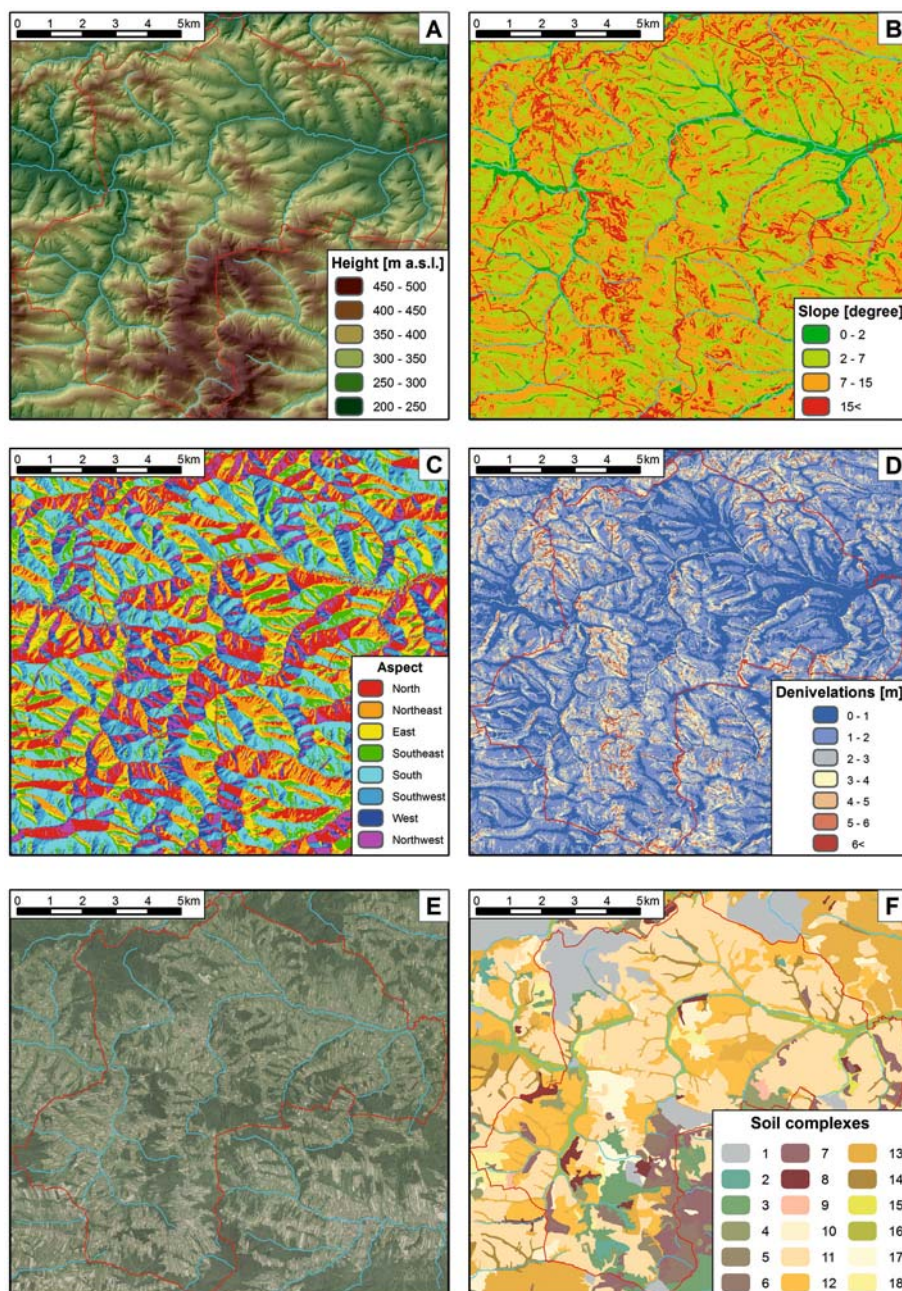 0 1 2 3 4 5km
A
Height [m a.s.l.]
450 - 500
400 - 450
350 - 400
300 - 350
250 - 300
200 - 250
0 1 2 3 4 5km
B
Slope [degree]
0 - 2
2 - 7
7 - 15
15<
0 1 2 3 4 5km
C
Aspect
North
Northeast
East
Southeast
South
Southwest
West
Northwest
0 1 2 3 4 5km
D
Denivelations [m]
0 - 1
1 - 2
2 - 3
3 - 4
4 - 5
5 - 6
6<
0 1 2 3 4 5km
E
0 1 2 3 4 5km
F
Soil complexes
1 7 13
2 8 14
3 9 15
4 10 16
5 11 17
6 12 18